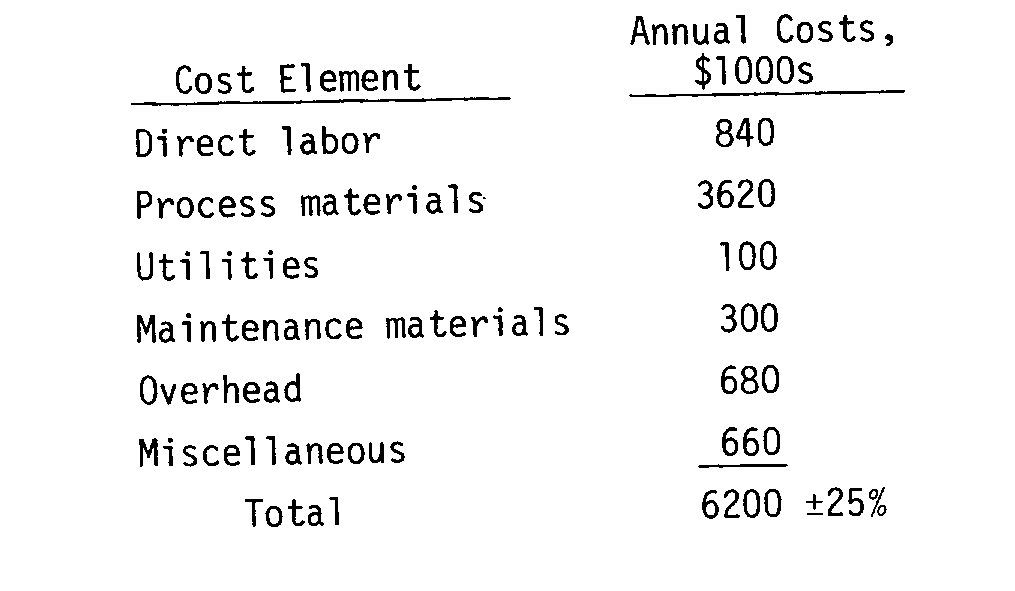 Annual Costs,
Cost Element $1000s
Direct labor 840
Process materials 3620
Utilities 100
Maintenance materials 300
Overhead 680
Miscellaneous 660
Total 6200 ±25%